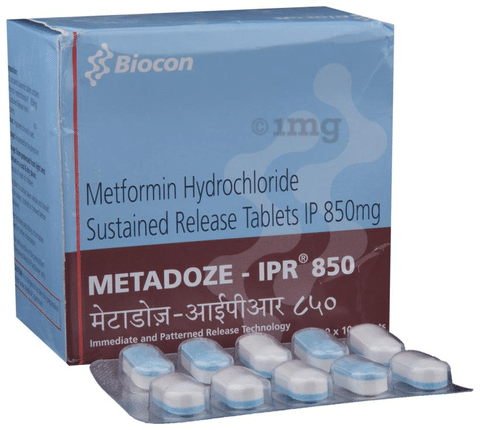 Biocon
©1mg
Metformin Hydrochloride
Sustained Release Tablets IP 850mg
METADOZE - IPR® 850
मेटाडोज़-आईपीआर ८५०
Immediate and Patterned Release Technology